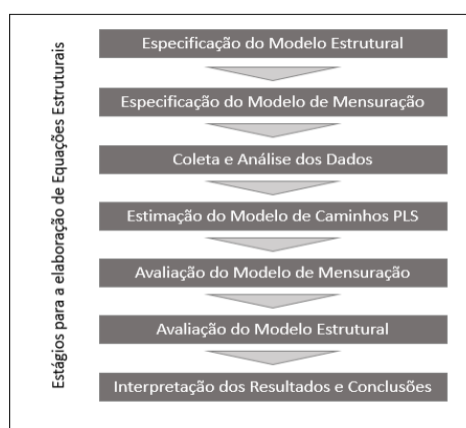 Estágios para a elaboração de Equações Estruturais
Especificação do Modelo Estrutural
Especificação do Modelo de Mensuração
Coleta e Análise dos Dados
Estimação do Modelo de Caminhos PLS
Avaliação do Modelo de Mensuração
Avaliação do Modelo Estrutural
Interpretação dos Resultados e Conclusões